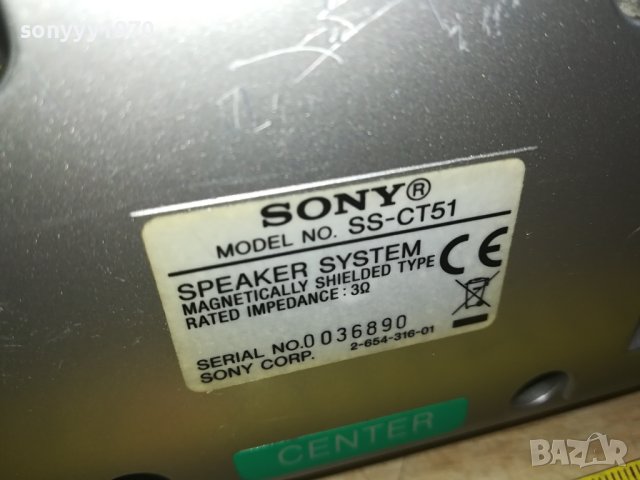 sonyyy1970
SONY®
MODEL NO. SS-CT51
SPEAKER SYSTEM
MAGNETICALLY SHIELDED TYPE
RATED IMPEDANCE : 3Ω
CE
SERIAL NO.0036890
SONY CORP. 2-654-316-01
CENTER
BAZAR